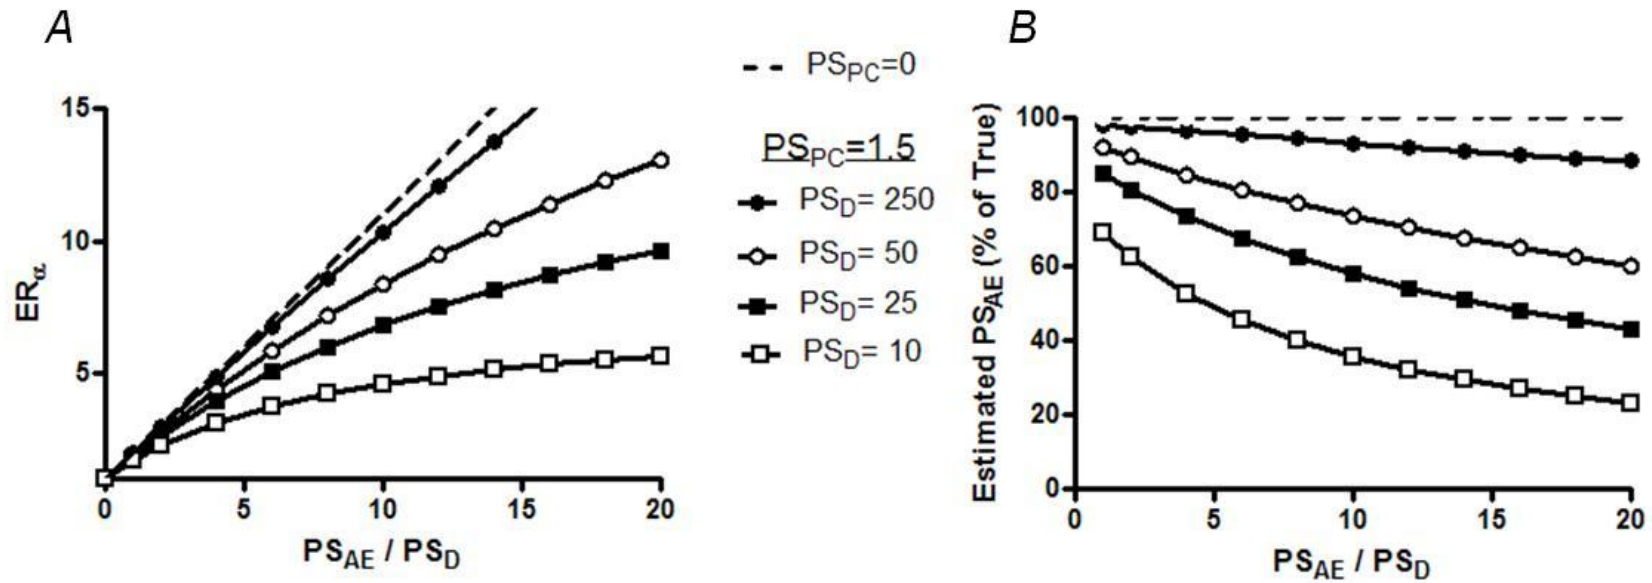 A
15
10
5
ERα
0 5 10 15 20
PSAE / PSD
PSPC=0
PSPC=1.5
PSD= 250
PSD= 50
PSD= 25
PSD= 10
B
100
80
60
40
20
0
Estimated PSAE (% of True)
0 5 10 15 20
PSAE / PSD